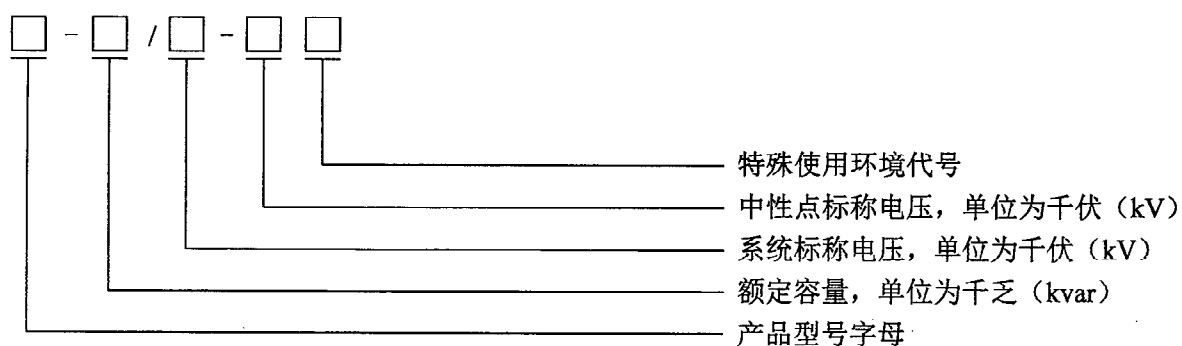 □-□/□-□□
特殊使用环境代号
中性点标称电压，单位为千伏（kV）
系统标称电压，单位为千伏（kV）
额定容量，单位为千乏（kvar）
产品型号字母